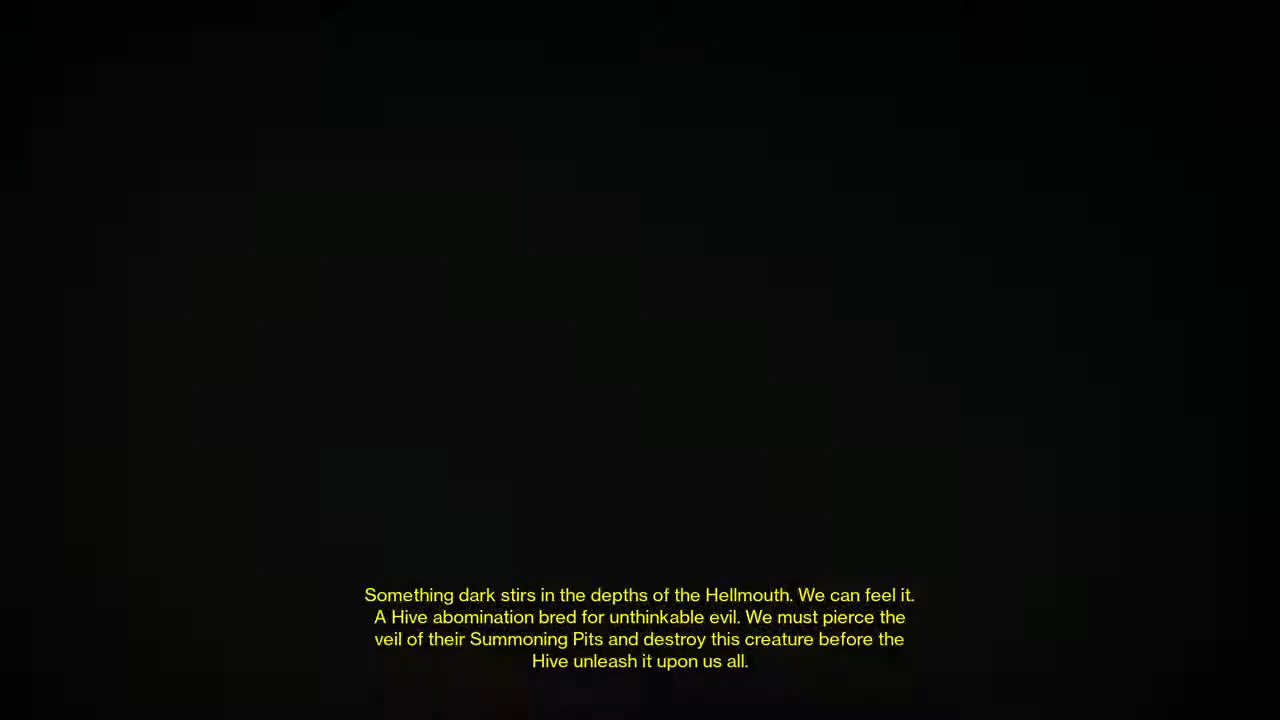 Something dark stirs in the depths of the Hellmouth. We can feel it.
A Hive abomination bred for unthinkable evil. We must pierce the
veil of their Summoning Pits and destroy this creature before the
Hive unleash it upon us all.